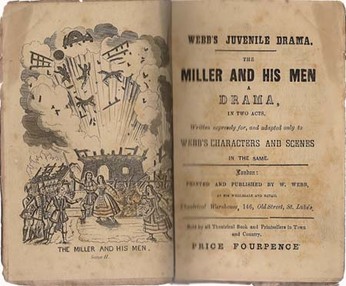 THE MILLER AND HIS MEN.
Scene II.
WEBB'S JUVENILE DRAMA.
THE
MILLER AND HIS MEN
A
DRAMA,
IN TWO ACTS,
Written expressly for, and adapted only to
WEBB'S CHARACTERS AND SCENES
IN THE SAME.
London:
PRINTED AND PUBLISHED BY W. WEBB,
Theatrical Warehouse, 146, Old Street, St. Luke's,
Sold by all Theatrical Book and Printsellers in Town
and Country.
PRICE FOURPENCE